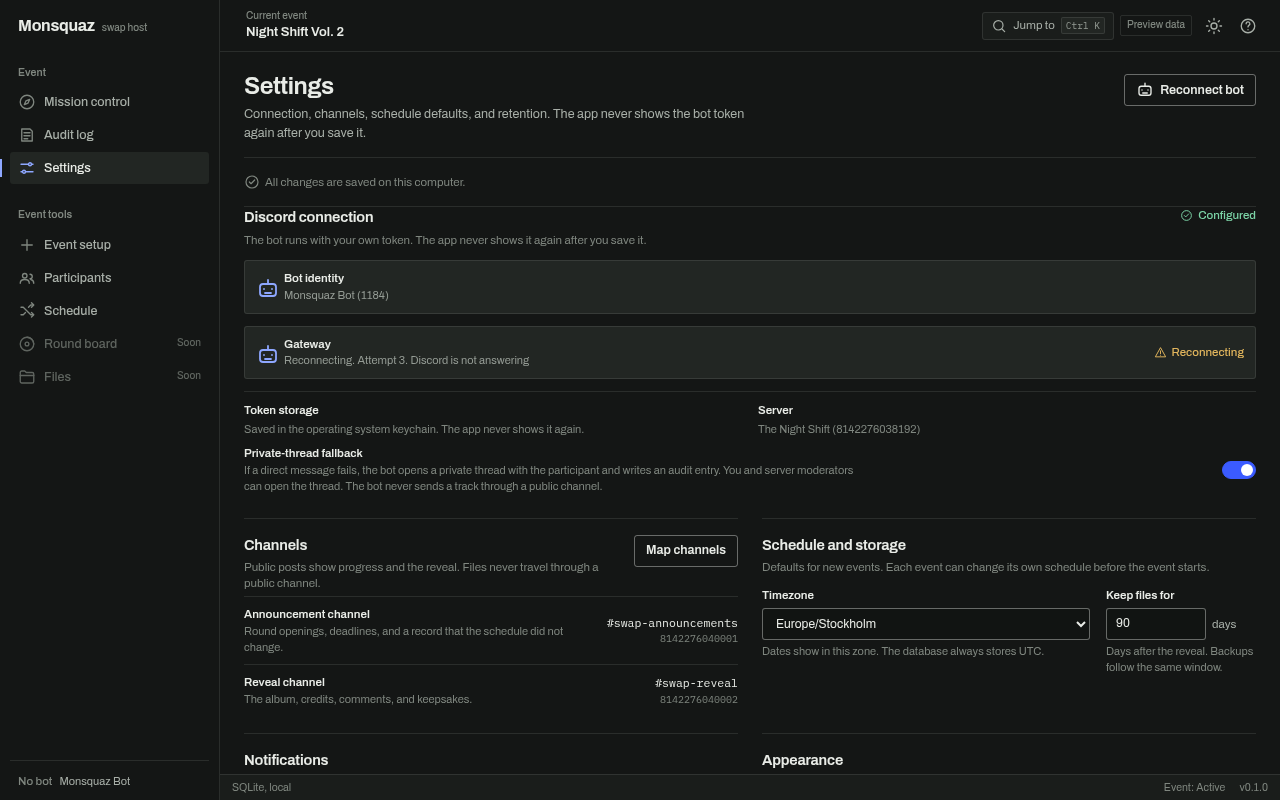 Monsquaz swap host
Event
Mission control
Audit log
Settings
Event tools
Event setup
Participants
Schedule
Round board Soon
Files Soon
No bot Monsquaz Bot
Current event
Night Shift Vol. 2
Jump to Ctrl K
Preview data
Settings
Connection, channels, schedule defaults, and retention. The app never shows the bot token
again after you save it.
Reconnect bot
All changes are saved on this computer.
Discord connection
Configured
The bot runs with your own token. The app never shows it again after you save it.
Bot identity
Monsquaz Bot (1184)
Gateway
Reconnecting. Attempt 3. Discord is not answering
Reconnecting
Token storage
Saved in the operating system keychain. The app never shows it again.
Server
The Night Shift (8142276038192)
Private-thread fallback
If a direct message fails, the bot opens a private thread with the participant and writes an audit entry. You and server moderators
can open the thread. The bot never sends a track through a public channel.
Channels
Public posts show progress and the reveal. Files never travel through a
public channel.
Map channels
Announcement channel
Round openings, deadlines, and a record that the schedule did not
change.
#swap-announcements
8142276040001
Reveal channel
The album, credits, comments, and keepsakes.
#swap-reveal
8142276040002
Schedule and storage
Defaults for new events. Each event can change its own schedule before the event starts.
Timezone
Europe/Stockholm
Dates show in this zone. The database always stores UTC.
Keep files for
90 days
Days after the reveal. Backups
follow the same window.
Notifications
Appearance
SQLite, local
Event: Active v0.1.0